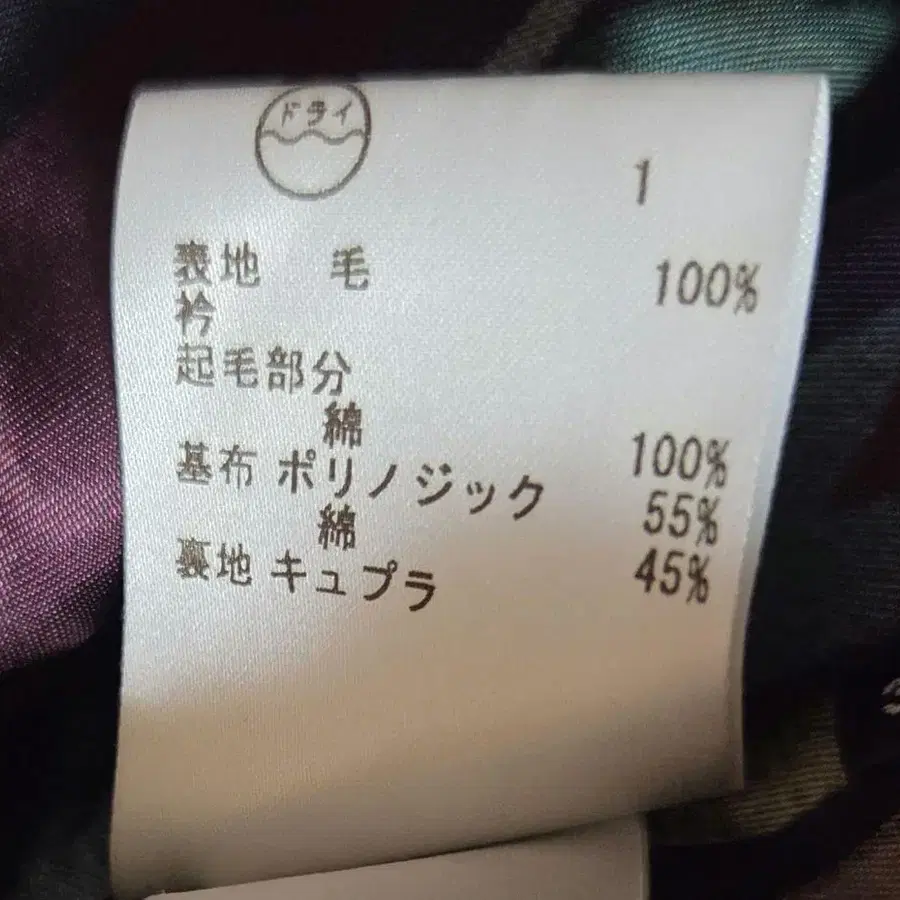 ドライ
1
表地 毛 100%
衿
起毛部分
綿 100%
基布 ポリノジック 55%
綿 45%
裏地 キュプラ